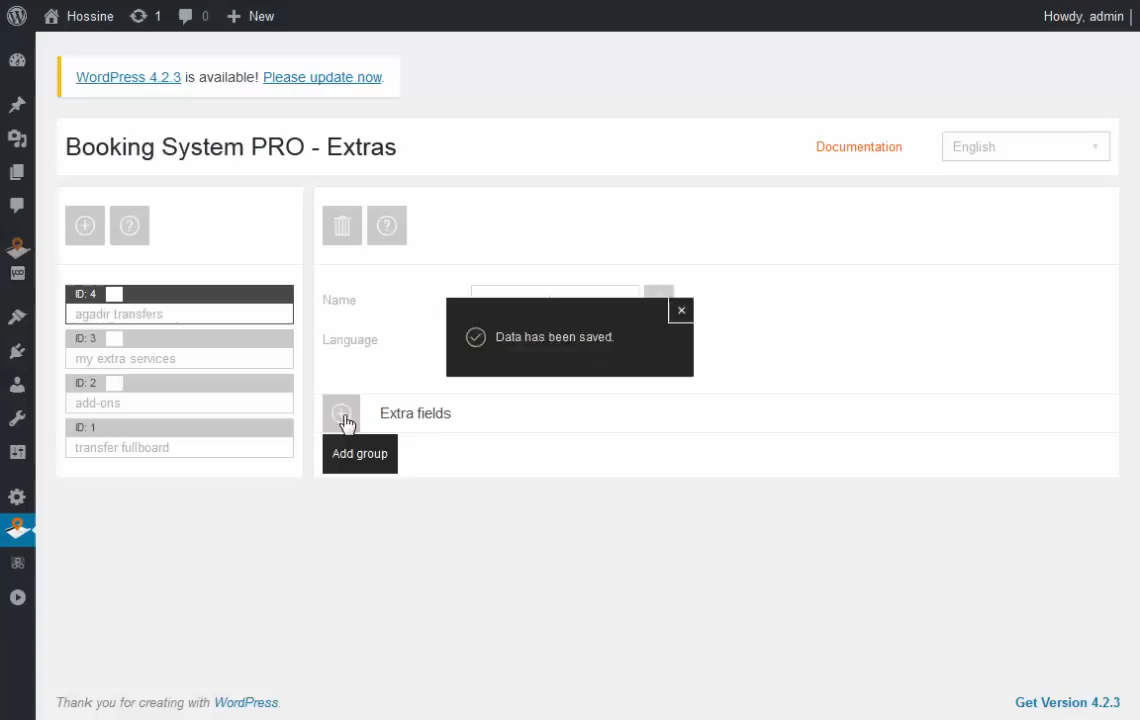 Hossine 1 0 New Howdy, admin
WordPress 4.2.3 is available! Please update now.
Booking System PRO - Extras
Documentation
English
ID: 4
agadir transfers
ID: 3
my extra services
ID: 2
add-ons
ID: 1
transfer fullboard
Name
Language
Data has been saved.
Extra fields
Add group
Thank you for creating with WordPress.
Get Version 4.2.3